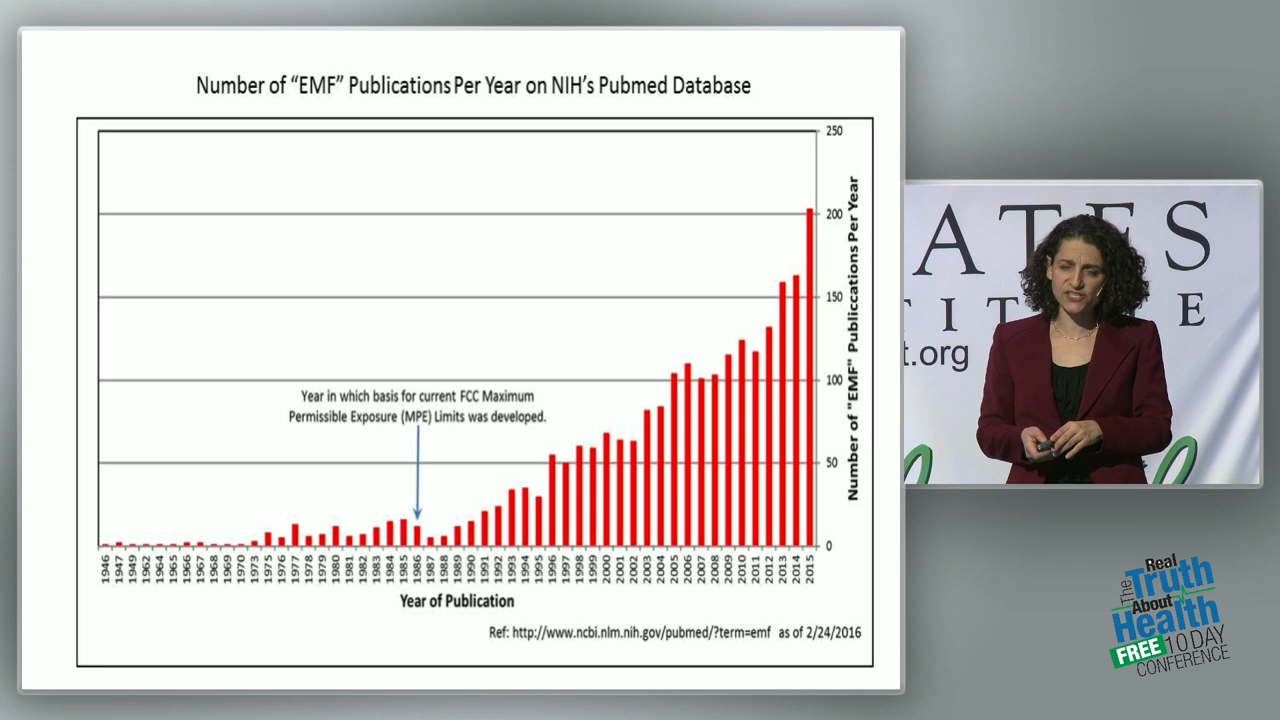 Number of “EMF” Publications Per Year on NIH’s Pubmed Database
250
200
150
100
50
0
Number of "EMF" Publiccations Per Year
Year in which basis for current FCC Maximum
Permissible Exposure (MPE) Limits was developed.
1946 1947 1949 1962 1964 1965 1966 1967 1968 1969 1970 1973 1974 1975 1976 1977 1978 1979 1980 1981 1982 1983 1984 1985 1986 1987 1988 1989 1990 1991 1992 1993 1994 1995 1996 1997 1998 1999 2000 2001 2002 2003 2004 2005 2006 2007 2008 2009 2010 2011 2012 2013 2014 2015
Year of Publication
Ref: http://www.ncbi.nlm.nih.gov/pubmed/?term=emf as of 2/24/2016
t.org
The Real
Truth
About
Health
FREE 10 DAY
CONFERENCE